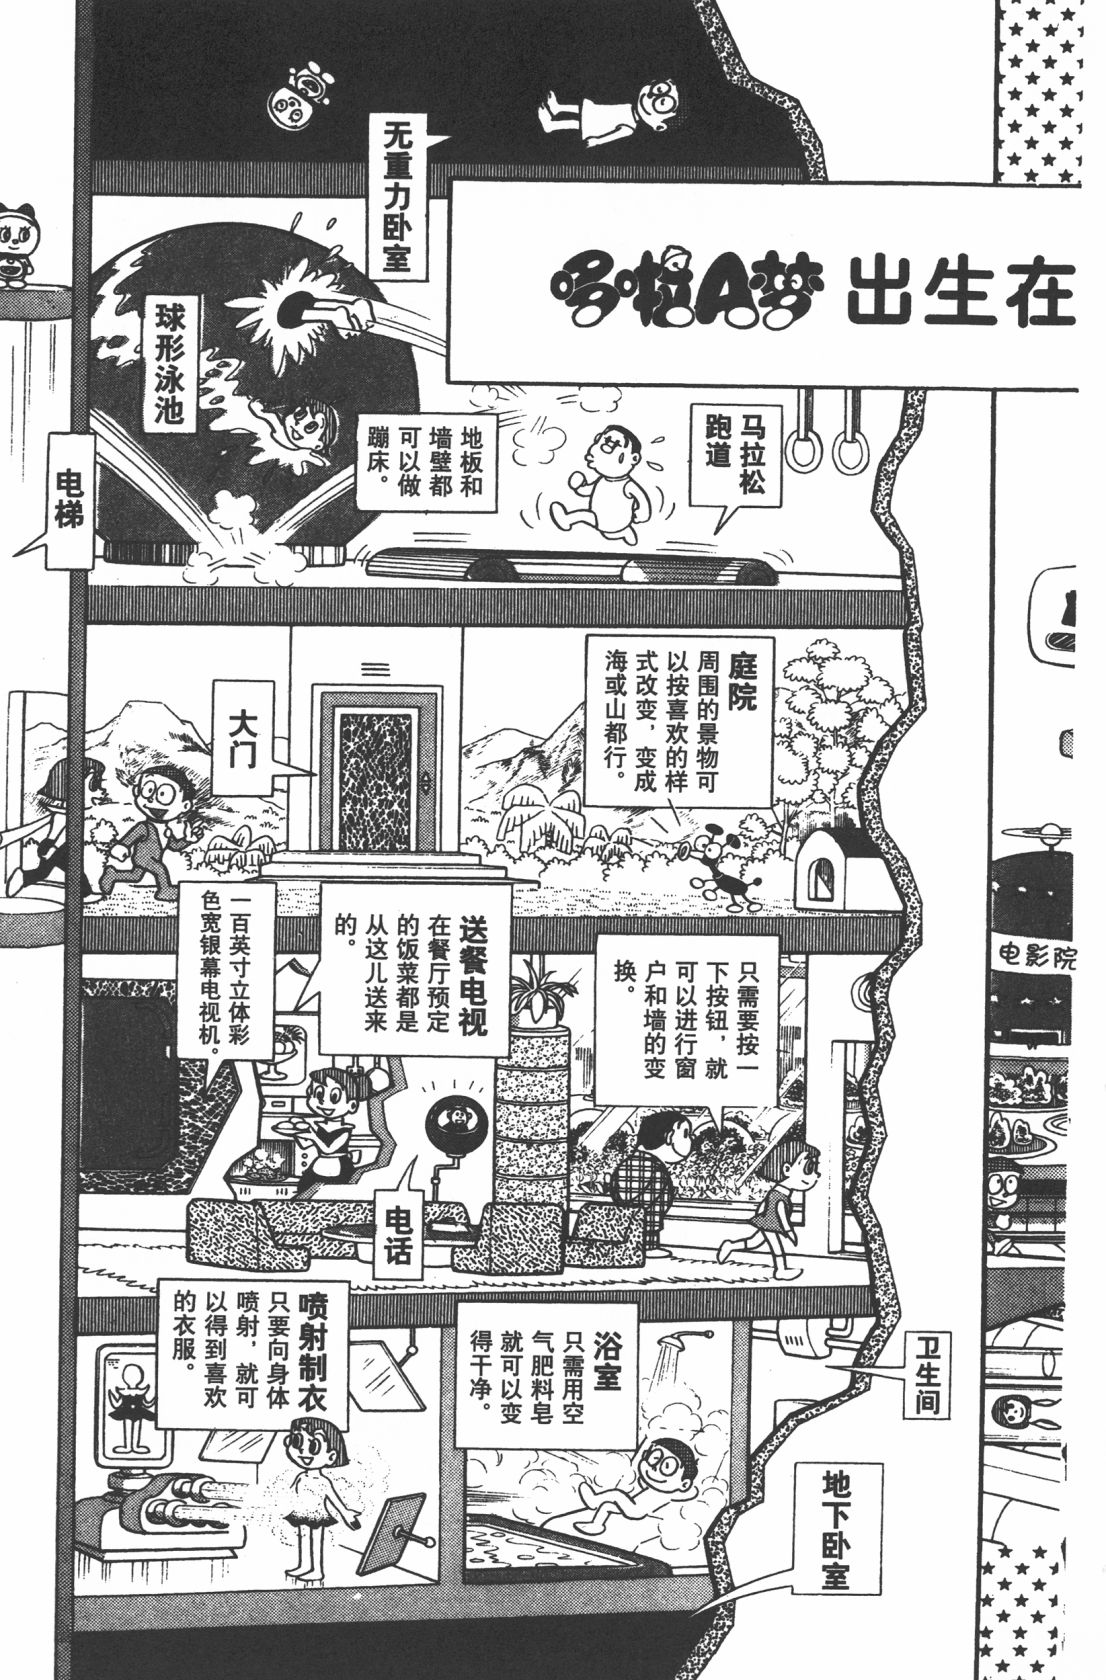 哆啦A梦出生在
无重力卧室
球形泳池
地板和
墙壁都
可以做
蹦床。
马拉松
跑道
电梯
大门
庭院
周围的景物可
以按喜欢的样
式改变，变成
海或山都行。
一百英寸立体彩
色宽银幕电视机。
送餐电视
在餐厅预定
的饭菜都是
从这儿送来
的。
只需要按一
下按钮，就
可以进行窗
户和墙的变
换。
电影院
电话
喷射制衣
只要向身体
喷射，就可
以得到喜欢
的衣服。
浴室
只需用空
气肥料皂
就可以变
得干净。
卫生间
地下卧室